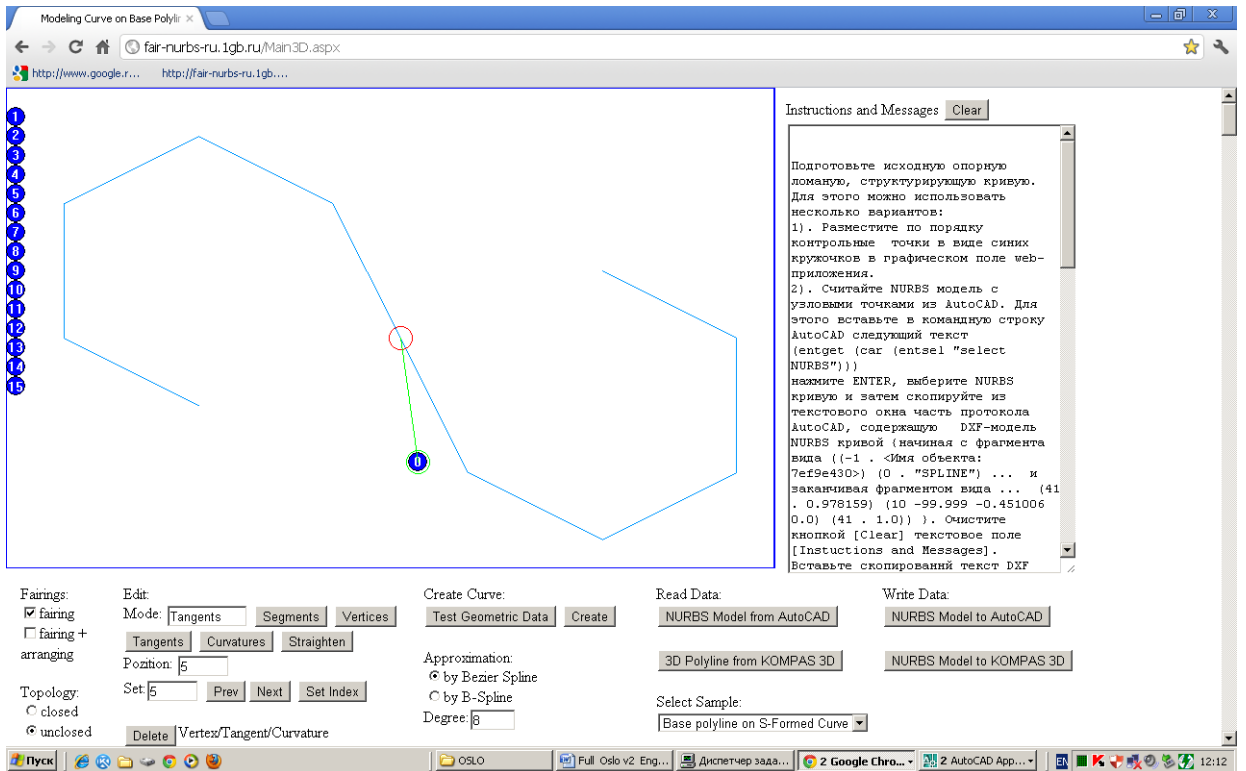 Modeling Curve on Base Polylir
fair-nurbs-ru.1gb.ru/Main3D.aspx
http://www.google.r... http://fair-nurbs-ru.1gb....
1
2
3
4
5
6
7
8
9
10
11
12
13
14
15
0
Instructions and Messages Clear
Подготовьте исходную опорную
ломаную, структурирующую кривую.
Для этого можно использовать
несколько вариантов:
1). Разместите по порядку
контрольные точки в виде синих
кружочков в графическом поле web-
приложения.
2). Считайте NURBS модель с
узловыми точками из AutoCAD. Для
этого вставьте в командную строку
AutoCAD следующий текст
(entget (car (entsel "select
NURBS")))
нажмите ENTER, выберите NURBS
кривую и затем скопируйте из
текстового окна часть протокола
AutoCAD, содержащую DXF-модель
NURBS кривой (начиная с фрагмента
вида ((-1 . <Имя объекта:
7ef9e430>) (0 . "SPLINE") ... и
заканчивая фрагментом вида ... (41
. 0.978159) (10 -99.999 -0.451006
0.0) (41 . 1.0)) ). Очистите
кнопкой [Clear] текстовое поле
[Instuctions and Messages].
Вставьте скопированнй текст DXF
Fairings:
fairing
fairing +
arranging
Topology:
closed
unclosed
Edit:
Mode: Tangents Segments Vertices
Tangents Curvatures Straighten
Pozition: 5
Set: 5 Prev Next Set Index
Delete Vertex/Tangent/Curvature
Create Curve:
Test Geometric Data Create
Approximation:
by Bezier Spline
by B-Spline
Degree: 8
Read Data:
NURBS Model from AutoCAD
3D Polyline from KOMPAS 3D
Select Sample:
Base polyline on S-Formed Curve
Write Data:
NURBS Model to AutoCAD
NURBS Model to KOMPAS 3D
Пуск OSLO Full Oslo v2 Eng... Диспетчер зада... 2 Google Chro... 2 AutoCAD App... EN 12:12